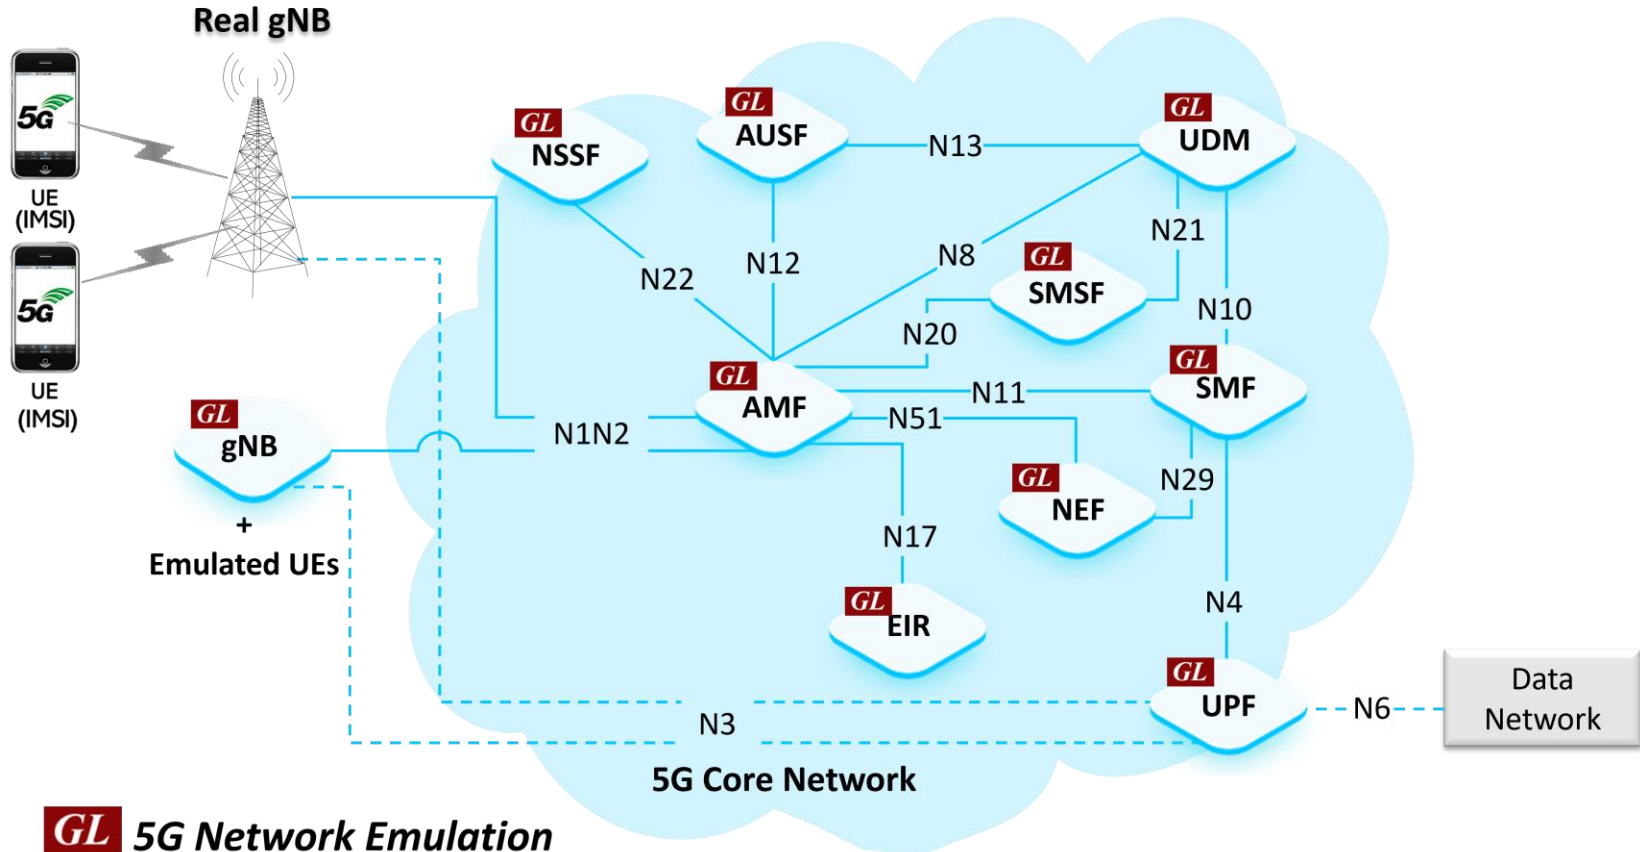 Real gNB
5G
UE
(IMSI)
5G
UE
(IMSI)
GL
NSSF
GL
AUSF
N13
GL
UDM
N22
N12
N8
N21
GL
SMSF
N20
N10
GL
AMF
N11
GL
SMF
N51
N1N2
GL
gNB
+
Emulated UEs
GL
NEF
N29
N17
GL
EIR
N4
GL
UPF
N6
Data
Network
N3
5G Core Network
GL 5G Network Emulation